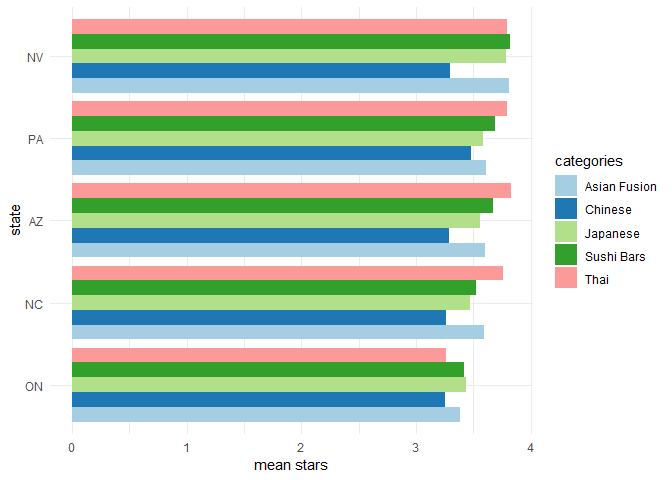 NV
PA
AZ
NC
ON
state
0 1 2 3 4
mean stars
categories
Asian Fusion
Chinese
Japanese
Sushi Bars
Thai